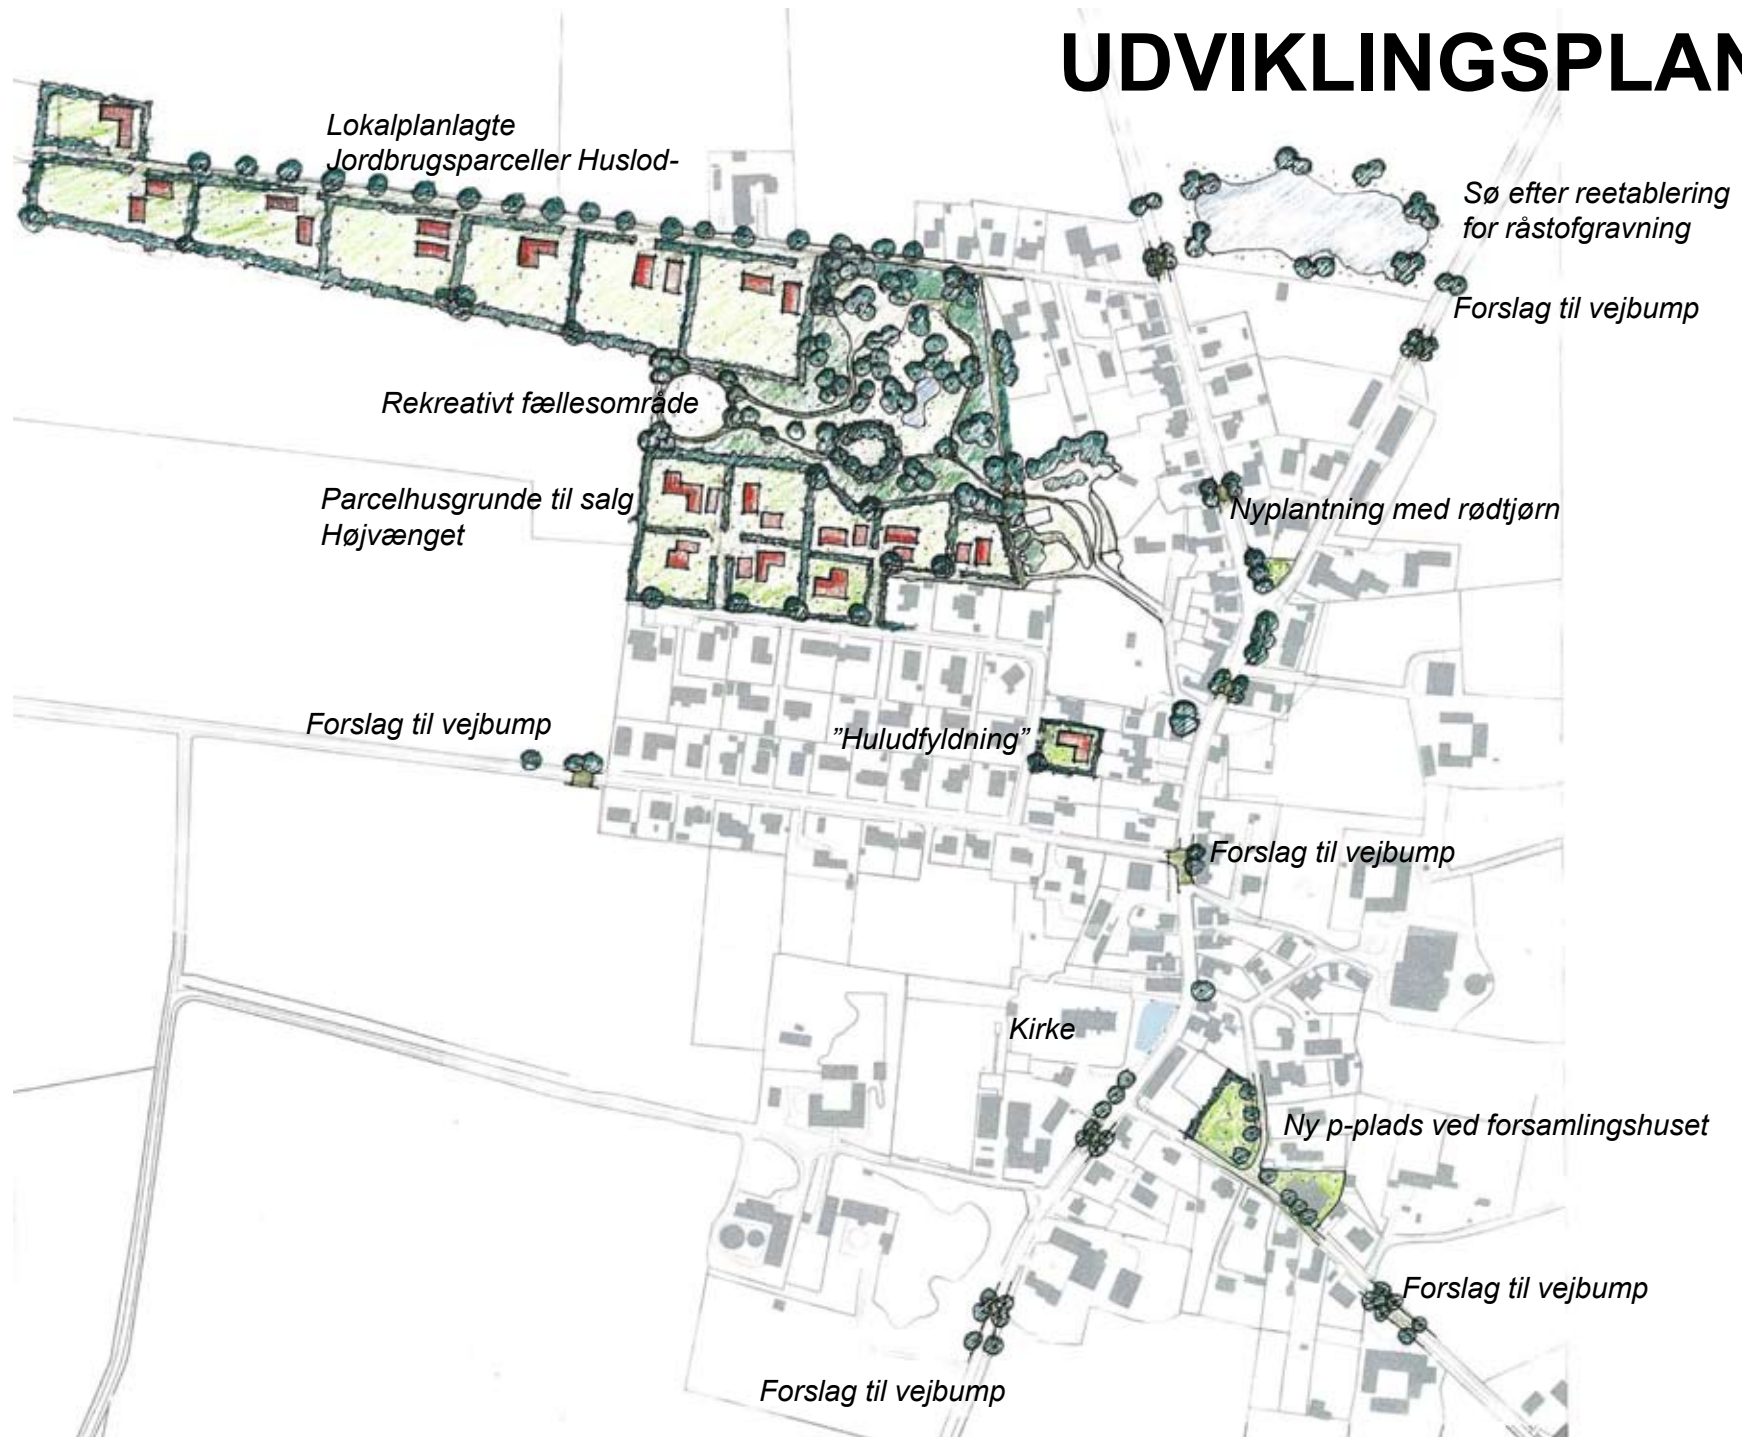 UDVIKLINGSPLAN
Lokalplanlagte
Jordbrugsparceller Huslod-
Sø efter reetablering
for råstofgravning
Forslag til vejbump
Rekreativt fællesområde
Parcelhusgrunde til salg
Højvænget
Nyplantning med rødtjørn
Forslag til vejbump
"Huludfyldning"
Forslag til vejbump
Kirke
Ny p-plads ved forsamlingshuset
Forslag til vejbump
Forslag til vejbump